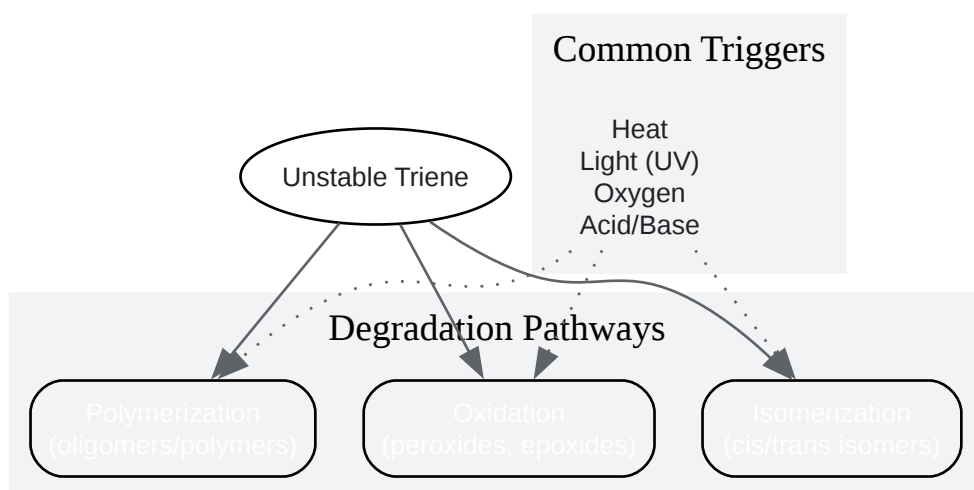 Common Triggers
Heat
Light (UV)
Oxygen
Acid/Base
Unstable Triene
Degradation Pathways
Polymerization
(oligomers/polymers)
Oxidation
(peroxides, epoxides)
Isomerization
(cis/trans isomers)